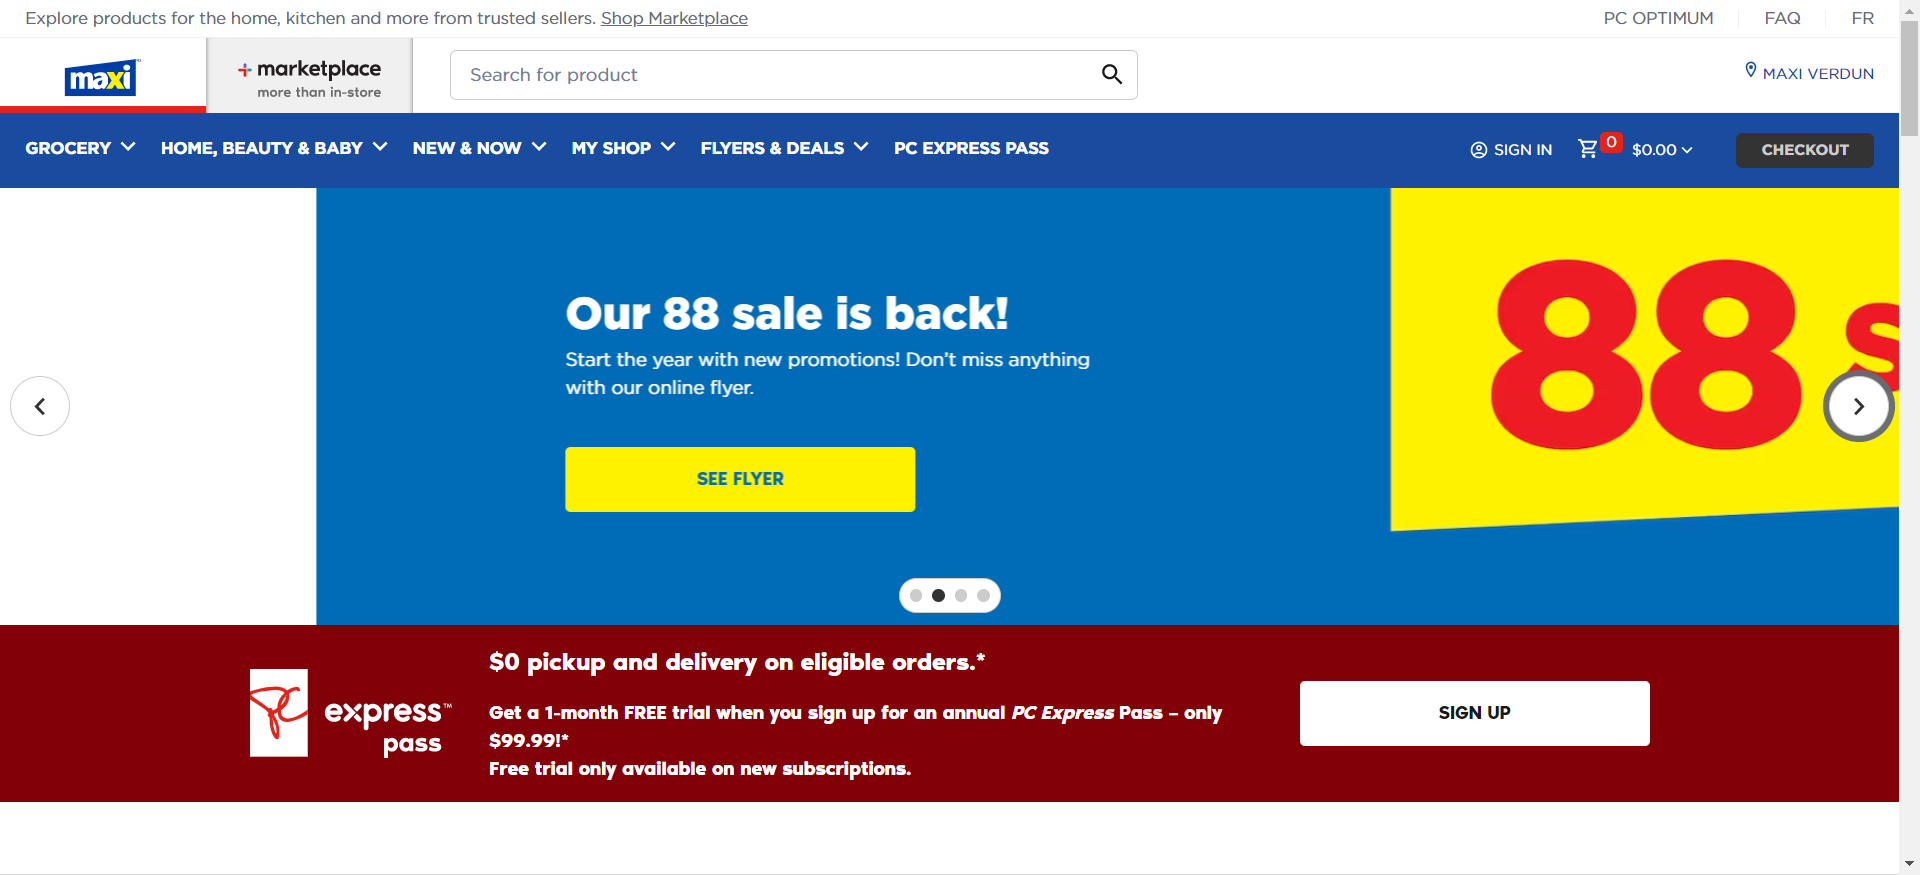 Explore products for the home, kitchen and more from trusted sellers. Shop Marketplace
PC OPTIMUM
FAQ
FR
maxi
marketplace
more than in-store
Search for product
MAXI VERDUN
GROCERY
HOME, BEAUTY & BABY
NEW & NOW
MY SHOP
FLYERS & DEALS
PC EXPRESS PASS
SIGN IN
0
$0.00
CHECKOUT
Our 88 sale is back!
Start the year with new promotions! Don't miss anything
with our online flyer.
SEE FLYER
88 s
PC
express™
pass
$0 pickup and delivery on eligible orders.*
Get a 1-month FREE trial when you sign up for an annual PC Express Pass – only
$99.99!*
Free trial only available on new subscriptions.
SIGN UP